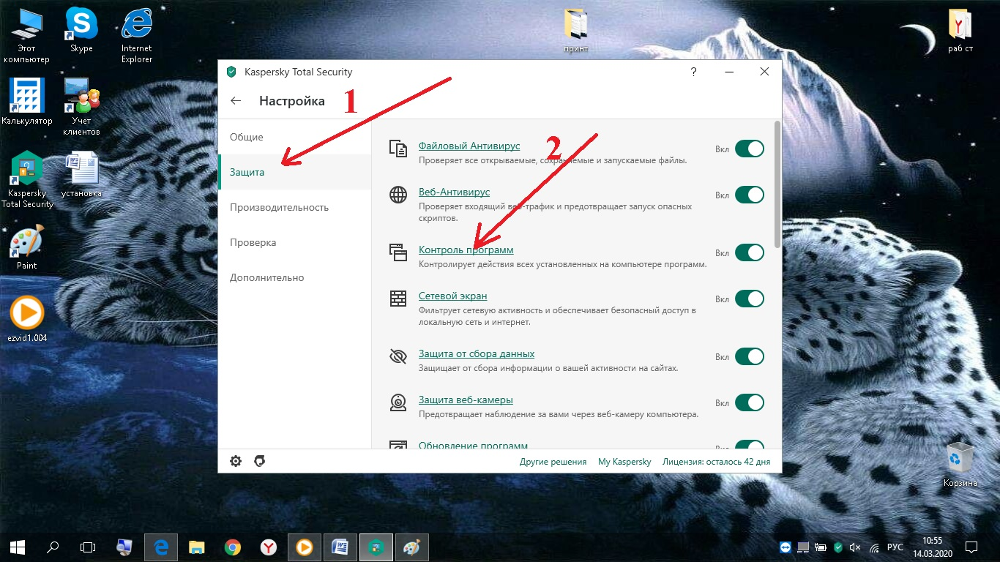 Этот
компьютер
Skype
Internet
Explorer
принт
раб ст
Калькулятор
Учет
клиентов
Kaspersky
Total Security
установка
Paint
ezvid1.004
Корзина
Kaspersky Total Security
?
Настройка
1
Общие
Защита
Производительность
Проверка
Дополнительно
2
Файловый Антивирус
Вкл
Проверяет все открываемые, сохраняемые и запускаемые файлы.
Веб-Антивирус
Вкл
Проверяет входящий веб-трафик и предотвращает запуск опасных
скриптов.
Контроль программ
Вкл
Контролирует действия всех установленных на компьютере программ.
Сетевой экран
Вкл
Фильтрует сетевую активность и обеспечивает безопасный доступ в
локальную сеть и интернет.
Защита от сбора данных
Вкл
Защищает от сбора информации о вашей активности на сайтах.
Защита веб-камеры
Вкл
Предотвращает наблюдение за вами через веб-камеру компьютера.
Обновление программ
Вкл
Другие решения My Kaspersky Лицензия: осталось 42 дня
РУС
10:55
14.03.2020